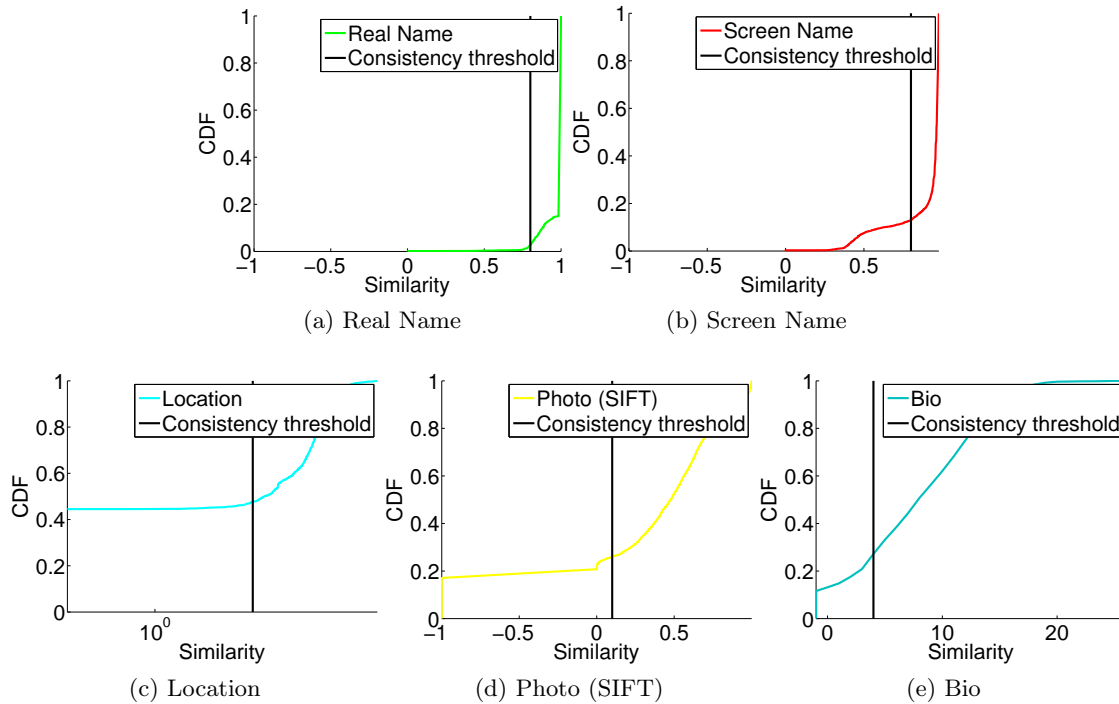 1
0.8
0.6
0.4
0.2
0
CDF
−1 −0.5 0 0.5 1
Similarity
Real Name
Consistency threshold
(a) Real Name
1
0.8
0.6
0.4
0.2
0
CDF
−1 −0.5 0 0.5
Similarity
Screen Name
Consistency threshold
(b) Screen Name
1
0.8
0.6
0.4
0.2
0
CDF
10⁰
Similarity
Location
Consistency threshold
(c) Location
1
0.8
0.6
0.4
0.2
0
CDF
−1 −0.5 0 0.5
Similarity
Photo (SIFT)
Consistency threshold
(d) Photo (SIFT)
1
0.8
0.6
0.4
0.2
0
CDF
0 10 20
Similarity
Bio
Consistency threshold
(e) Bio